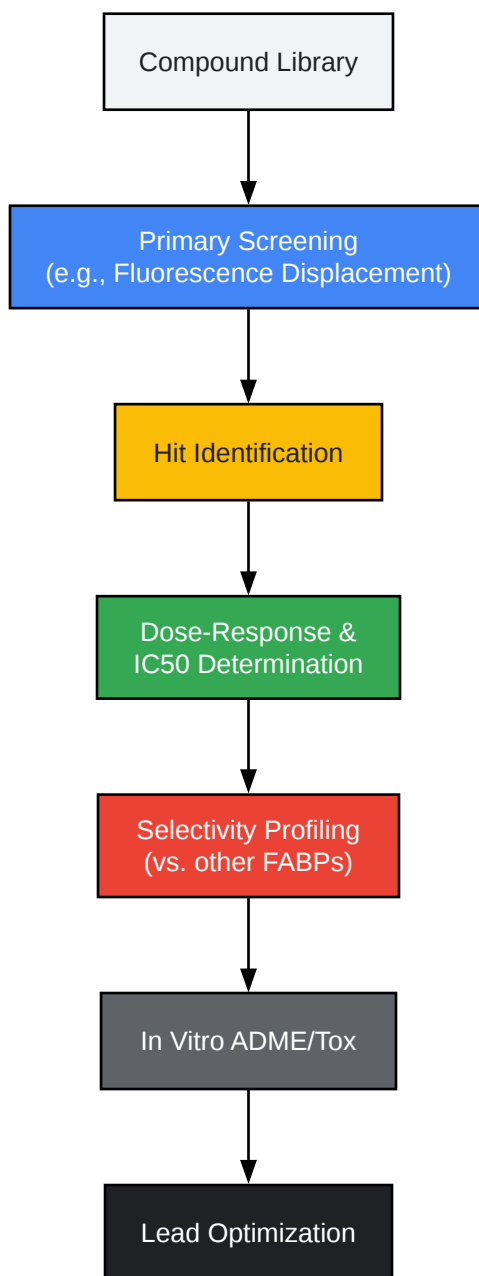 Compound Library
Primary Screening
(e.g., Fluorescence Displacement)
Hit Identification
Dose-Response &
IC50 Determination
Selectivity Profiling
(vs. other FABPs)
In Vitro ADME/Tox
Lead Optimization